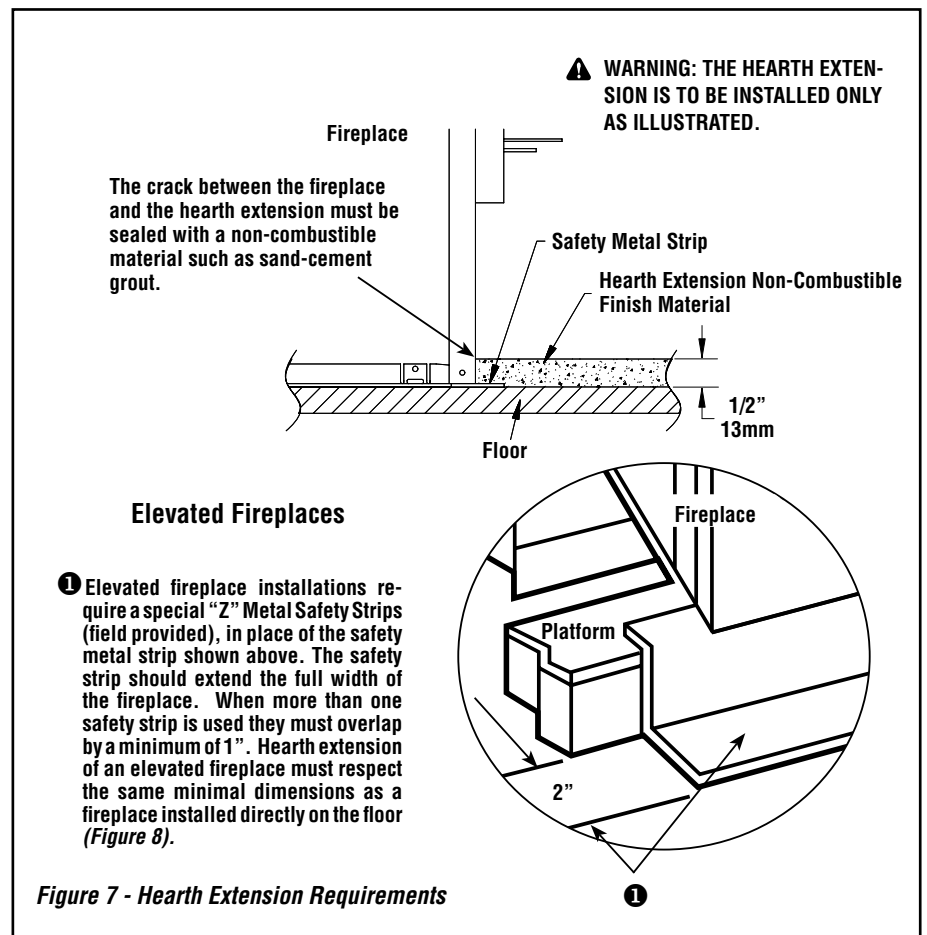 ⚠ WARNING: THE HEARTH EXTEN-
SION IS TO BE INSTALLED ONLY
AS ILLUSTRATED.
Fireplace
The crack between the fireplace
and the hearth extension must be
sealed with a non-combustible
material such as sand-cement
grout.
Safety Metal Strip
Hearth Extension Non-Combustible
Finish Material
1/2”
13mm
Floor
Elevated Fireplaces
❶ Elevated fireplace installations re-
quire a special “Z” Metal Safety Strips
(field provided), in place of the safety
metal strip shown above. The safety
strip should extend the full width of
the fireplace. When more than one
safety strip is used they must overlap
by a minimum of 1”. Hearth extension
of an elevated fireplace must respect
the same minimal dimensions as a
fireplace installed directly on the floor
(Figure 8).
Fireplace
Platform
2”
❶
Figure 7 - Hearth Extension Requirements